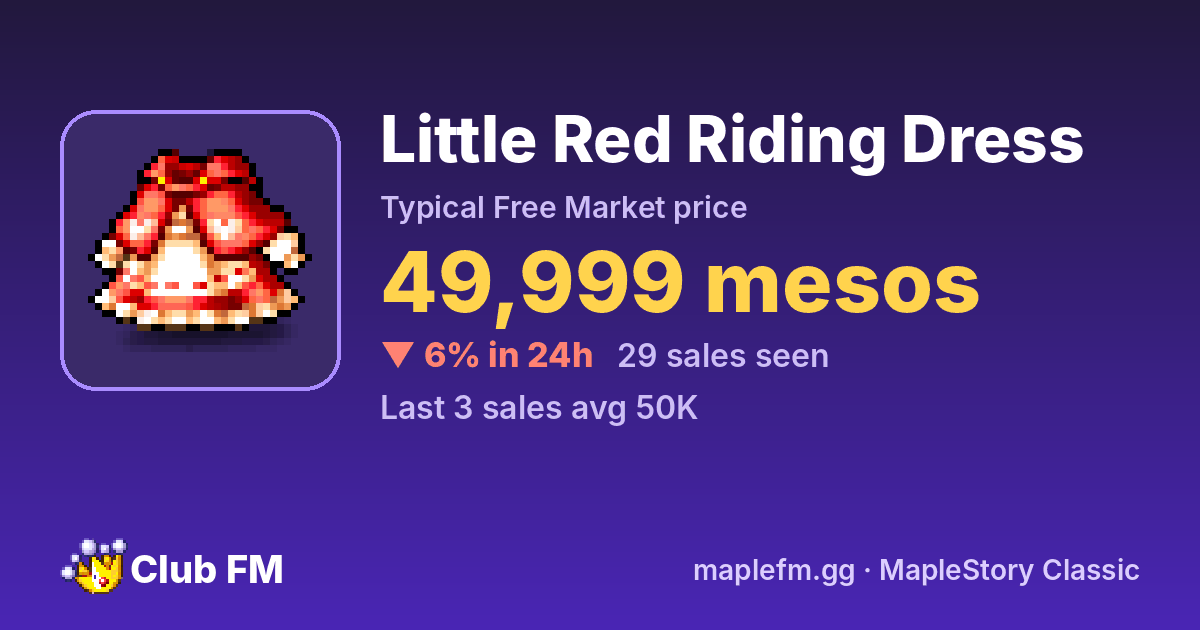 Little Red Riding Dress
Typical Free Market price
49,999 mesos
▼ 6% in 24h 29 sales seen
Last 3 sales avg 50K
Club FM
maplefm.gg · MapleStory Classic